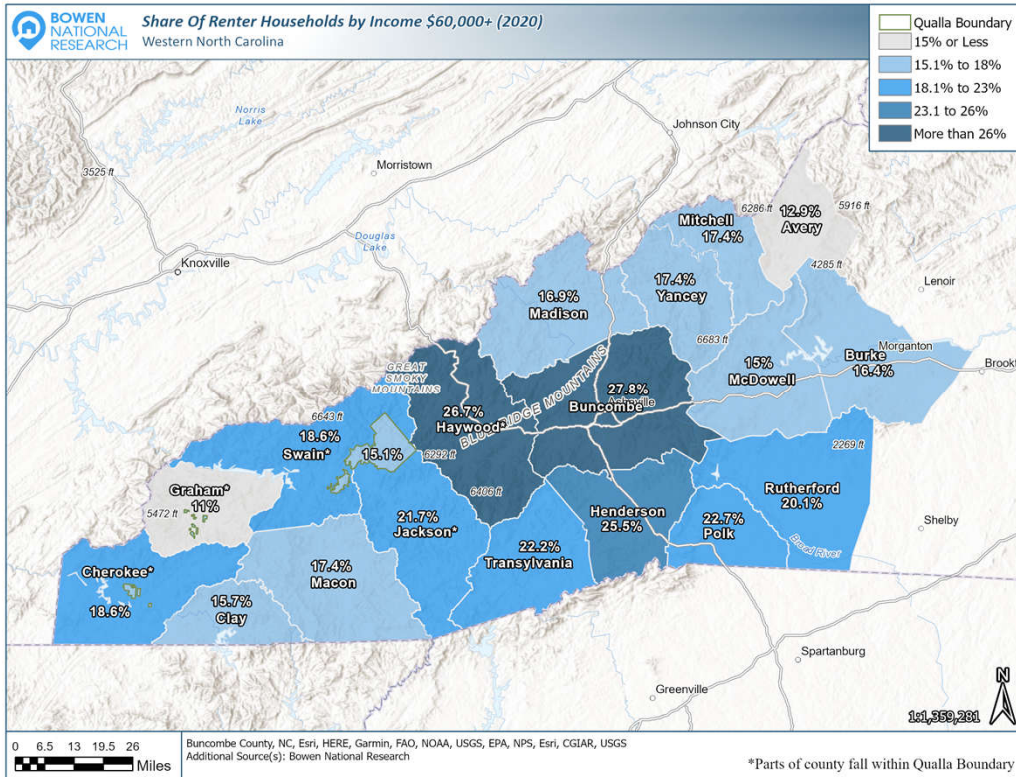 BOWEN
NATIONAL
RESEARCH
Share Of Renter Households by Income $60,000+ (2020)
Western North Carolina
Qualla Boundary
15% or Less
15.1% to 18%
18.1% to 23%
23.1 to 26%
More than 26%
Norris
Lake
Johnson City
3525 ft
Morristown
6286 ft
5916 ft
12.9%
Avery
Mitchell
17.4%
Douglas
Lake
Knoxville
4285 ft
Lenoir
17.4%
Yancey
16.9%
Madison
6683 ft
Morganton
Burke
16.4%
Brookf
15%
McDowell
GREAT
SMOKY
MOUNTAINS
BLUE RIDGE MOUNTAINS
27.8%
Asheville
Buncombe
26.7%
Haywood*
6643 ft
18.6%
Swain*
15.1%
6292 ft
2269 ft
6406 ft
Graham*
11%
5472 ft
Rutherford
20.1%
Henderson
25.5%
21.7%
Jackson*
22.7%
Polk
Shelby
22.2%
Transylvania
Broad River
17.4%
Macon
Cherokee*
18.6%
15.7%
Clay
Spartanburg
Greenville
N
1:1,359,281
0 6.5 13 19.5 26
Miles
Buncombe County, NC, Esri, HERE, Garmin, FAO, NOAA, USGS, EPA, NPS, Esri, CGIAR, USGS
Additional Source(s): Bowen National Research
*Parts of county fall within Qualla Boundary